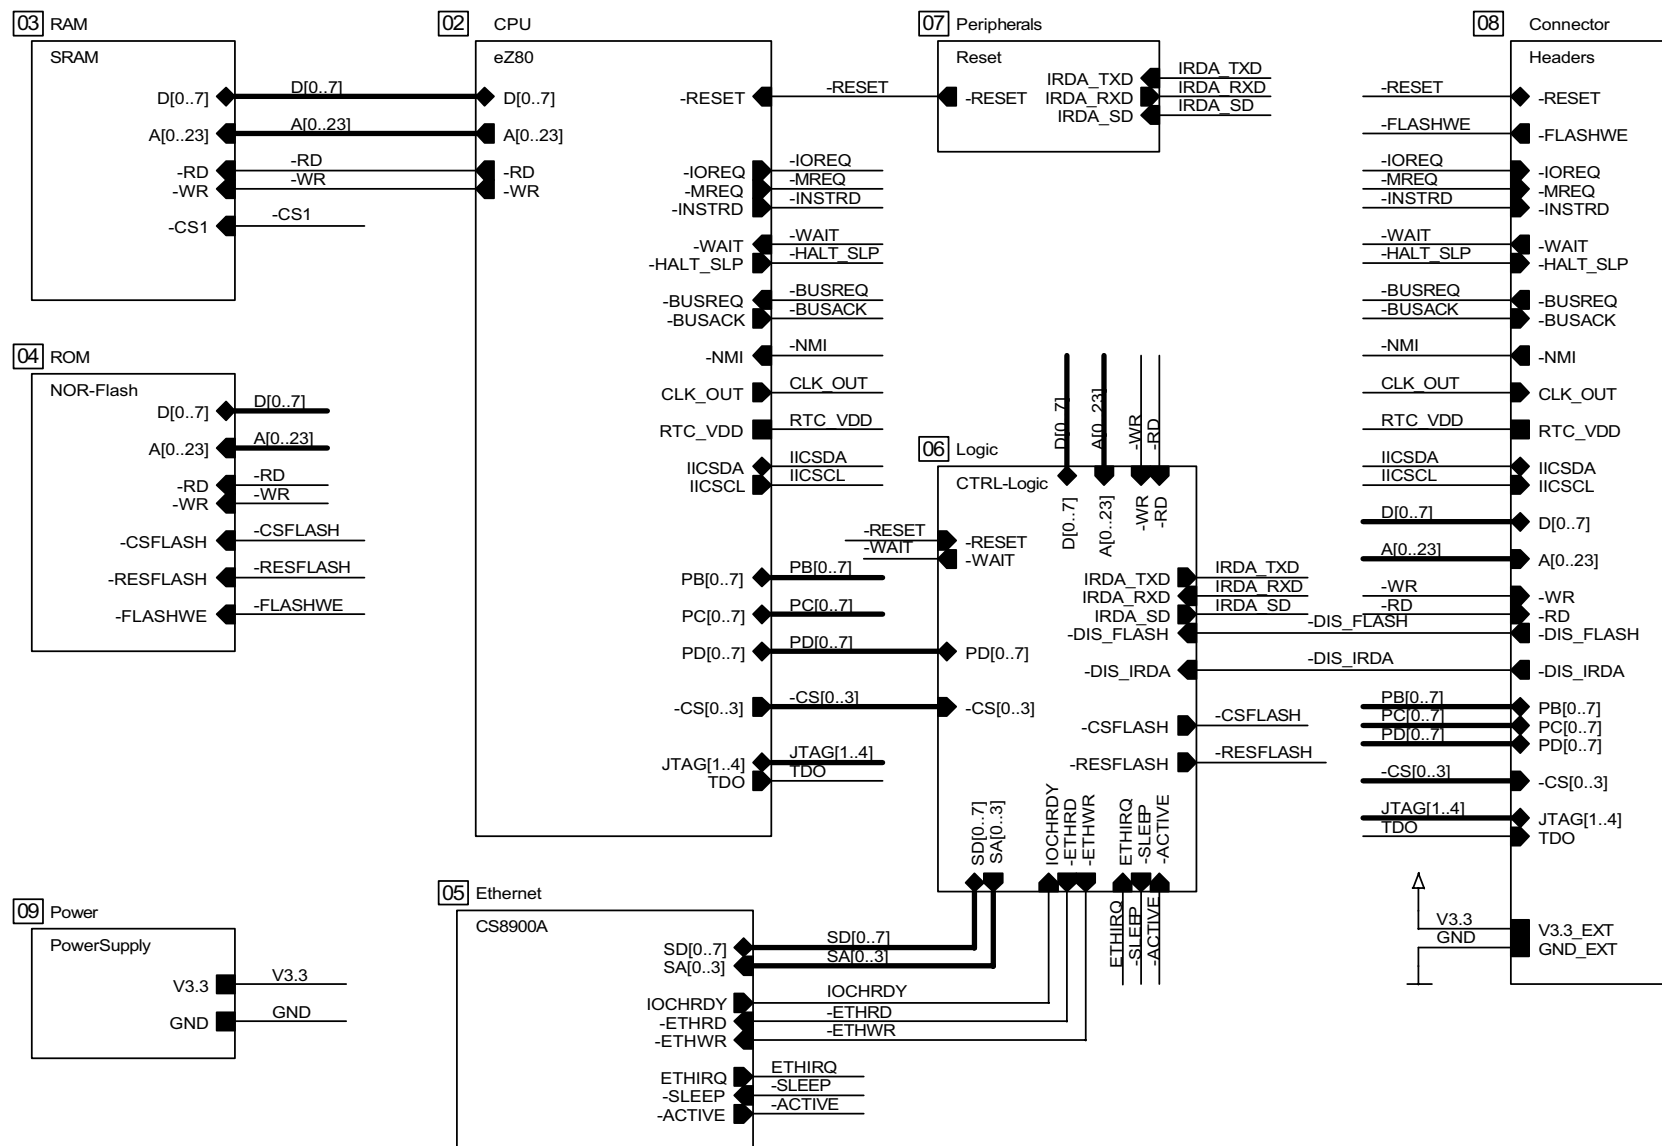 03 RAM
SRAM
D[0..7]
A[0..23]
-RD
-WR
-CS1
D[0..7]
A[0..23]
-RD
-WR
-CS1
04 ROM
NOR-Flash
D[0..7]
A[0..23]
-RD
-WR
-CSFLASH
-RESFLASH
-FLASHWE
D[0..7]
A[0..23]
-RD
-WR
-CSFLASH
-RESFLASH
-FLASHWE
09 Power
PowerSupply
V3.3
GND
V3.3
GND
02 CPU
eZ80
D[0..7]
A[0..23]
-RD
-WR
-RESET
-IOREQ
-MREQ
-INSTRD
-WAIT
-HALT_SLP
-BUSREQ
-BUSACK
-NMI
CLK_OUT
RTC_VDD
IICSDA
IICSCL
PB[0..7]
PC[0..7]
PD[0..7]
-CS[0..3]
JTAG[1..4]
TDO
-RESET
-IOREQ
-MREQ
-INSTRD
-WAIT
-HALT_SLP
-BUSREQ
-BUSACK
-NMI
CLK_OUT
RTC_VDD
IICSDA
IICSCL
PB[0..7]
PC[0..7]
PD[0..7]
-CS[0..3]
JTAG[1..4]
TDO
05 Ethernet
CS8900A
SD[0..7]
SA[0..3]
IOCHRDY
-ETHRD
-ETHWR
ETHIRQ
-SLEEP
-ACTIVE
SD[0..7]
SA[0..3]
IOCHRDY
-ETHRD
-ETHWR
ETHIRQ
-SLEEP
-ACTIVE
07 Peripherals
Reset
-RESET
IRDA_TXD
IRDA_RXD
IRDA_SD
IRDA_TXD
IRDA_RXD
IRDA_SD
D[0..7]
A[0..23]
-WR
-RD
06 Logic
CTRL-Logic
D[0..7]
A[0..23]
-WR
-RD
-RESET
-WAIT
-RESET
-WAIT
PD[0..7]
-CS[0..3]
IRDA_TXD
IRDA_RXD
IRDA_SD
-DIS_FLASH
-DIS_IRDA
-CSFLASH
-RESFLASH
IRDA_TXD
IRDA_RXD
IRDA_SD
-DIS_FLASH
-DIS_IRDA
-CSFLASH
-RESFLASH
SD[0..7]
SA[0..3]
IOCHRDY
-ETHRD
-ETHWR
ETHIRQ
-SLEEP
-ACTIVE
ETHIRQ
-SLEEP
-ACTIVE
08 Connector
Headers
-RESET
-FLASHWE
-IOREQ
-MREQ
-INSTRD
-WAIT
-HALT_SLP
-BUSREQ
-BUSACK
-NMI
CLK_OUT
RTC_VDD
IICSDA
IICSCL
D[0..7]
A[0..23]
-WR
-RD
PB[0..7]
PC[0..7]
PD[0..7]
-CS[0..3]
JTAG[1..4]
TDO
V3.3
GND
-RESET
-FLASHWE
-IOREQ
-MREQ
-INSTRD
-WAIT
-HALT_SLP
-BUSREQ
-BUSACK
-NMI
CLK_OUT
RTC_VDD
IICSDA
IICSCL
D[0..7]
A[0..23]
-WR
-RD
-DIS_FLASH
-DIS_IRDA
PB[0..7]
PC[0..7]
PD[0..7]
-CS[0..3]
JTAG[1..4]
TDO
V3.3_EXT
GND_EXT